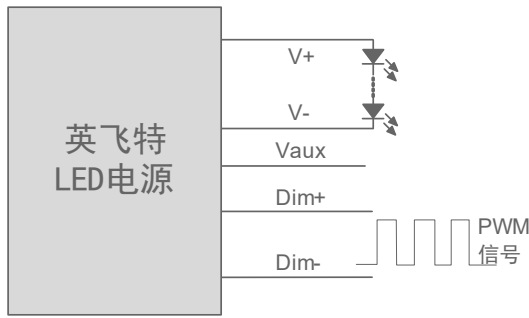 英飞特
LED电源
V+
V-
Vaux
Dim+
Dim-
PWM
信号